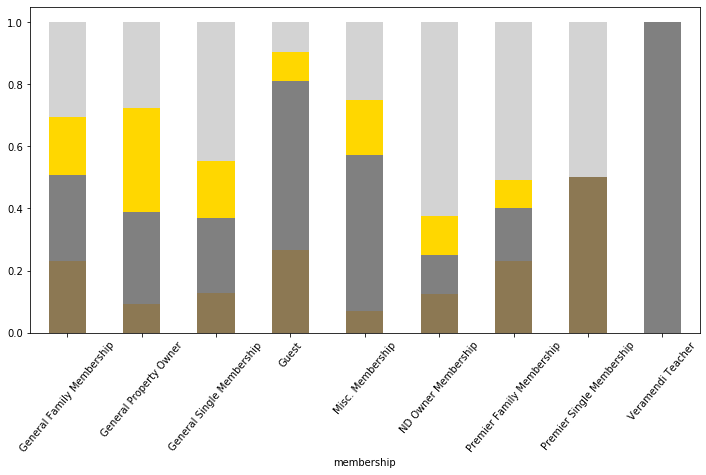 1.0
0.8
0.6
0.4
0.2
0.0
General Family Membership
General Property Owner
General Single Membership
Guest
Misc. Membership
ND Owner Membership
Premier Family Membership
Premier Single Membership
Veramendi Teacher
membership